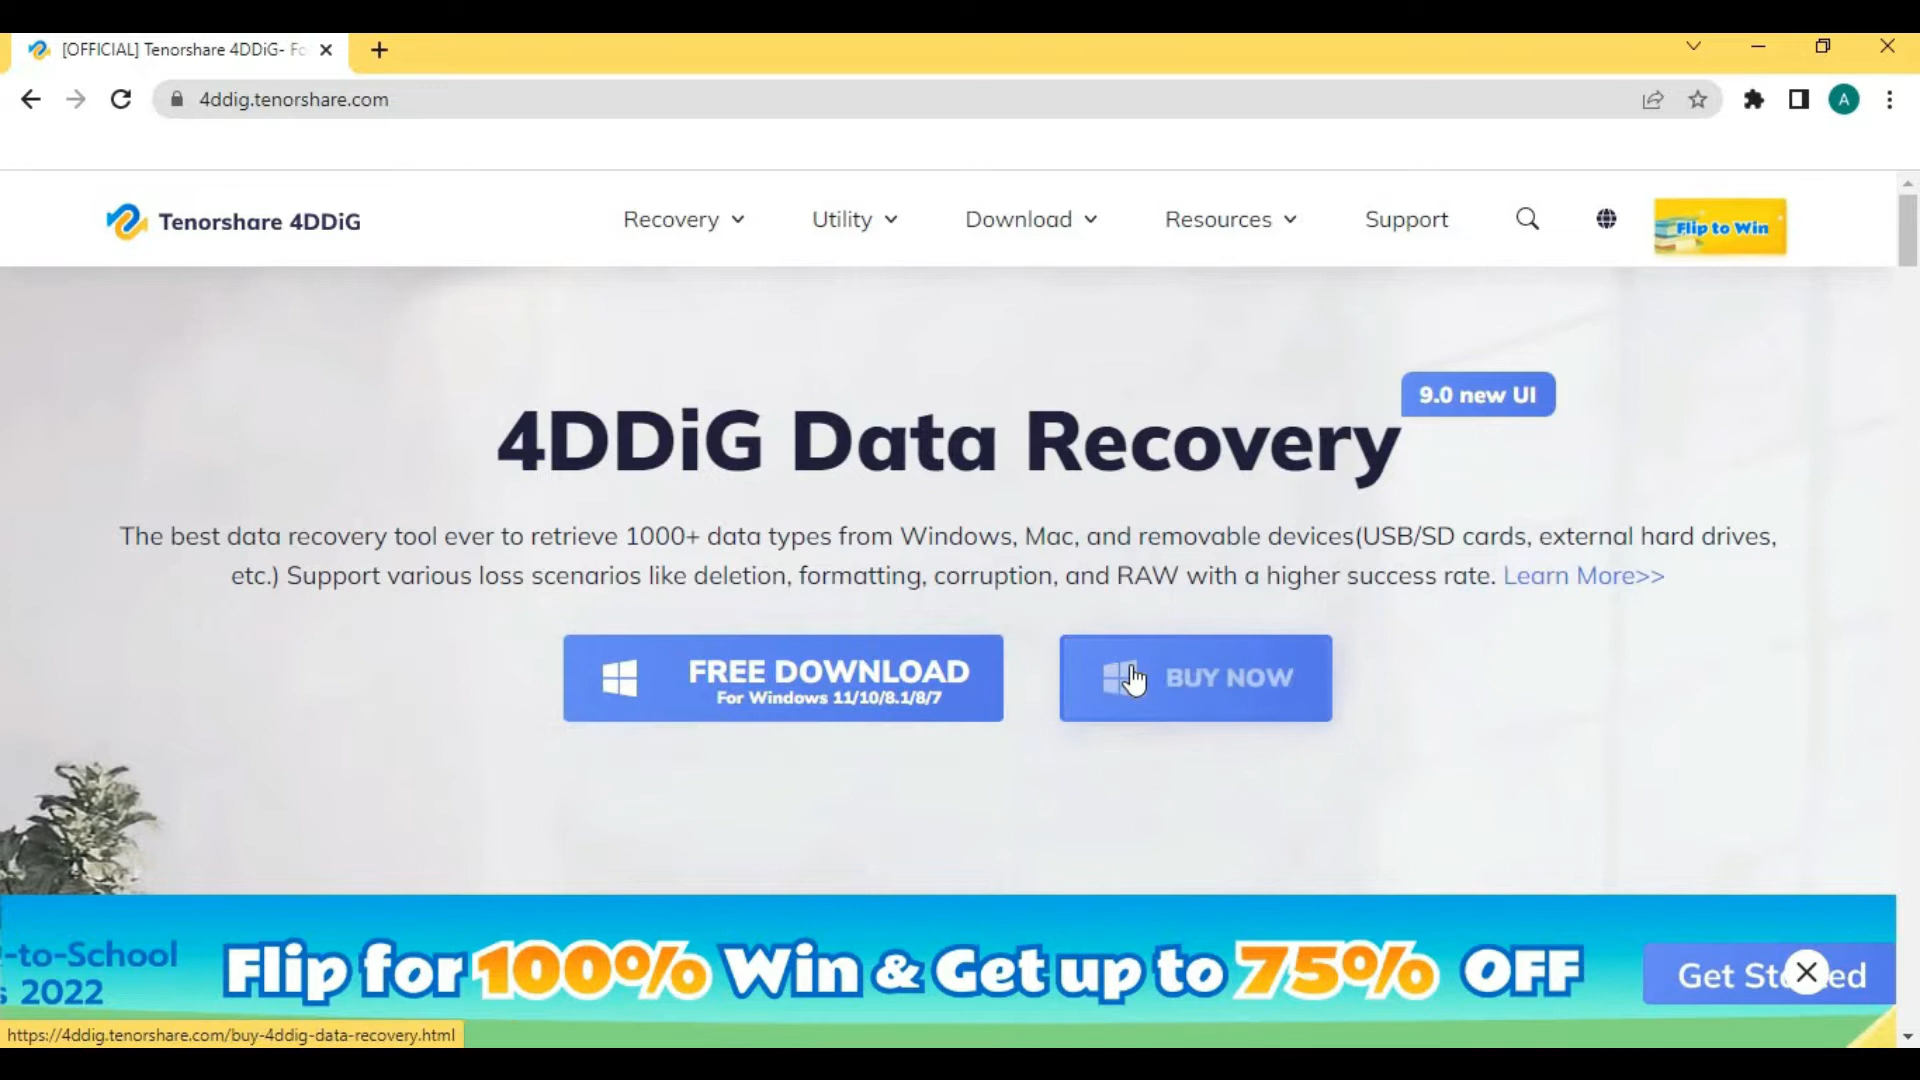 [OFFICIAL] Tenorshare 4DDiG- Fo
4ddig.tenorshare.com
A
Tenorshare 4DDiG
Recovery
Utility
Download
Resources
Support
Flip to Win
9.0 new UI
4DDiG Data Recovery
The best data recovery tool ever to retrieve 1000+ data types from Windows, Mac, and removable devices(USB/SD cards, external hard drives,
etc.) Support various loss scenarios like deletion, formatting, corruption, and RAW with a higher success rate. Learn More>>
FREE DOWNLOAD
For Windows 11/10/8.1/8/7
BUY NOW
-to-School
s 2022
Flip for 100% Win & Get up to 75% OFF
Get
https://4ddig.tenorshare.com/buy-4ddig-data-recovery.html